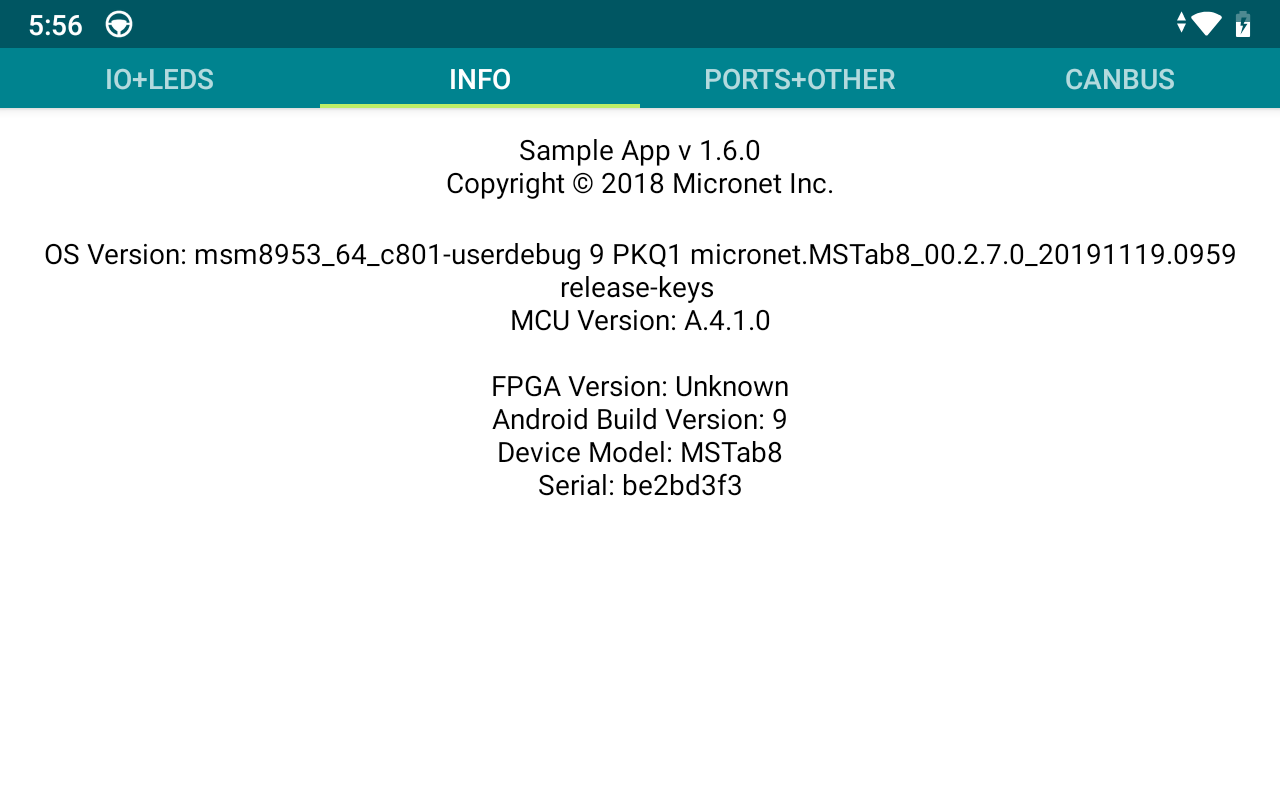 5:56
IO+LEDS
INFO
PORTS+OTHER
CANBUS
Sample App v 1.6.0
Copyright © 2018 Micronet Inc.
OS Version: msm8953_64_c801-userdebug 9 PKQ1 micronet.MSTab8_00.2.7.0_20191119.0959
release-keys
MCU Version: A.4.1.0
FPGA Version: Unknown
Android Build Version: 9
Device Model: MSTab8
Serial: be2bd3f3